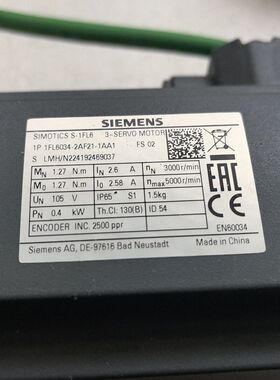 SIEMENS
SIMOTICS S-1FL6 3~SERVO MOTOR
1P 1FL6034-2AF21-1AA1 FS 02
S LMH/N224192469037
MN 1.27 N.m IN 2.6 A nN 3000r/min
M0 1.27 N.m I0 2.58 A nmax5000r/min
UN 105 V IP65* S1 1.5kg
PN 0.4 kW Th.Cl: 130(B) ID 54
ENCODER INC. 2500 ppr
EAC
CE
EN60034
Siemens AG, DE-97616 Bad Neustadt Made in China